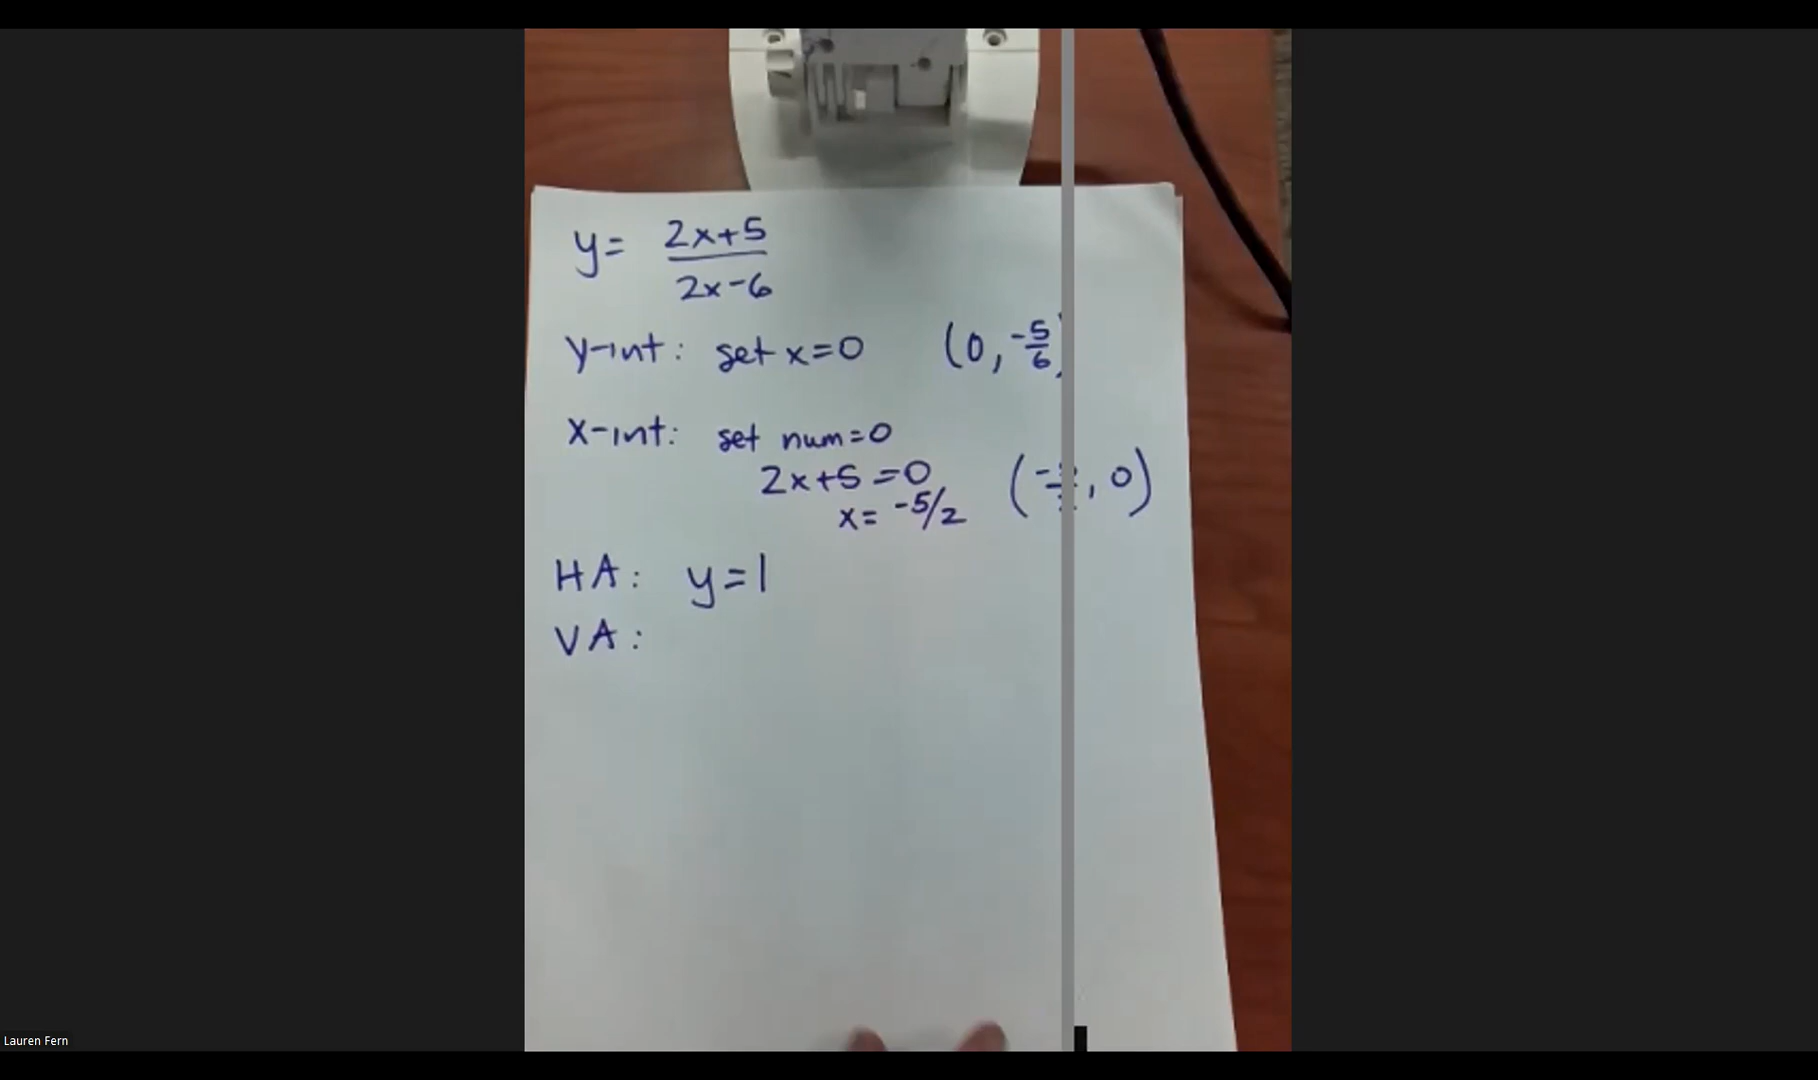 y= 2x+5
2x-6
y-int: set x=0 (0, -5/6)
x-int: set num=0
2x+5=0 ( , 0)
x= -5/2
HA: y=1
VA:
Lauren Fern